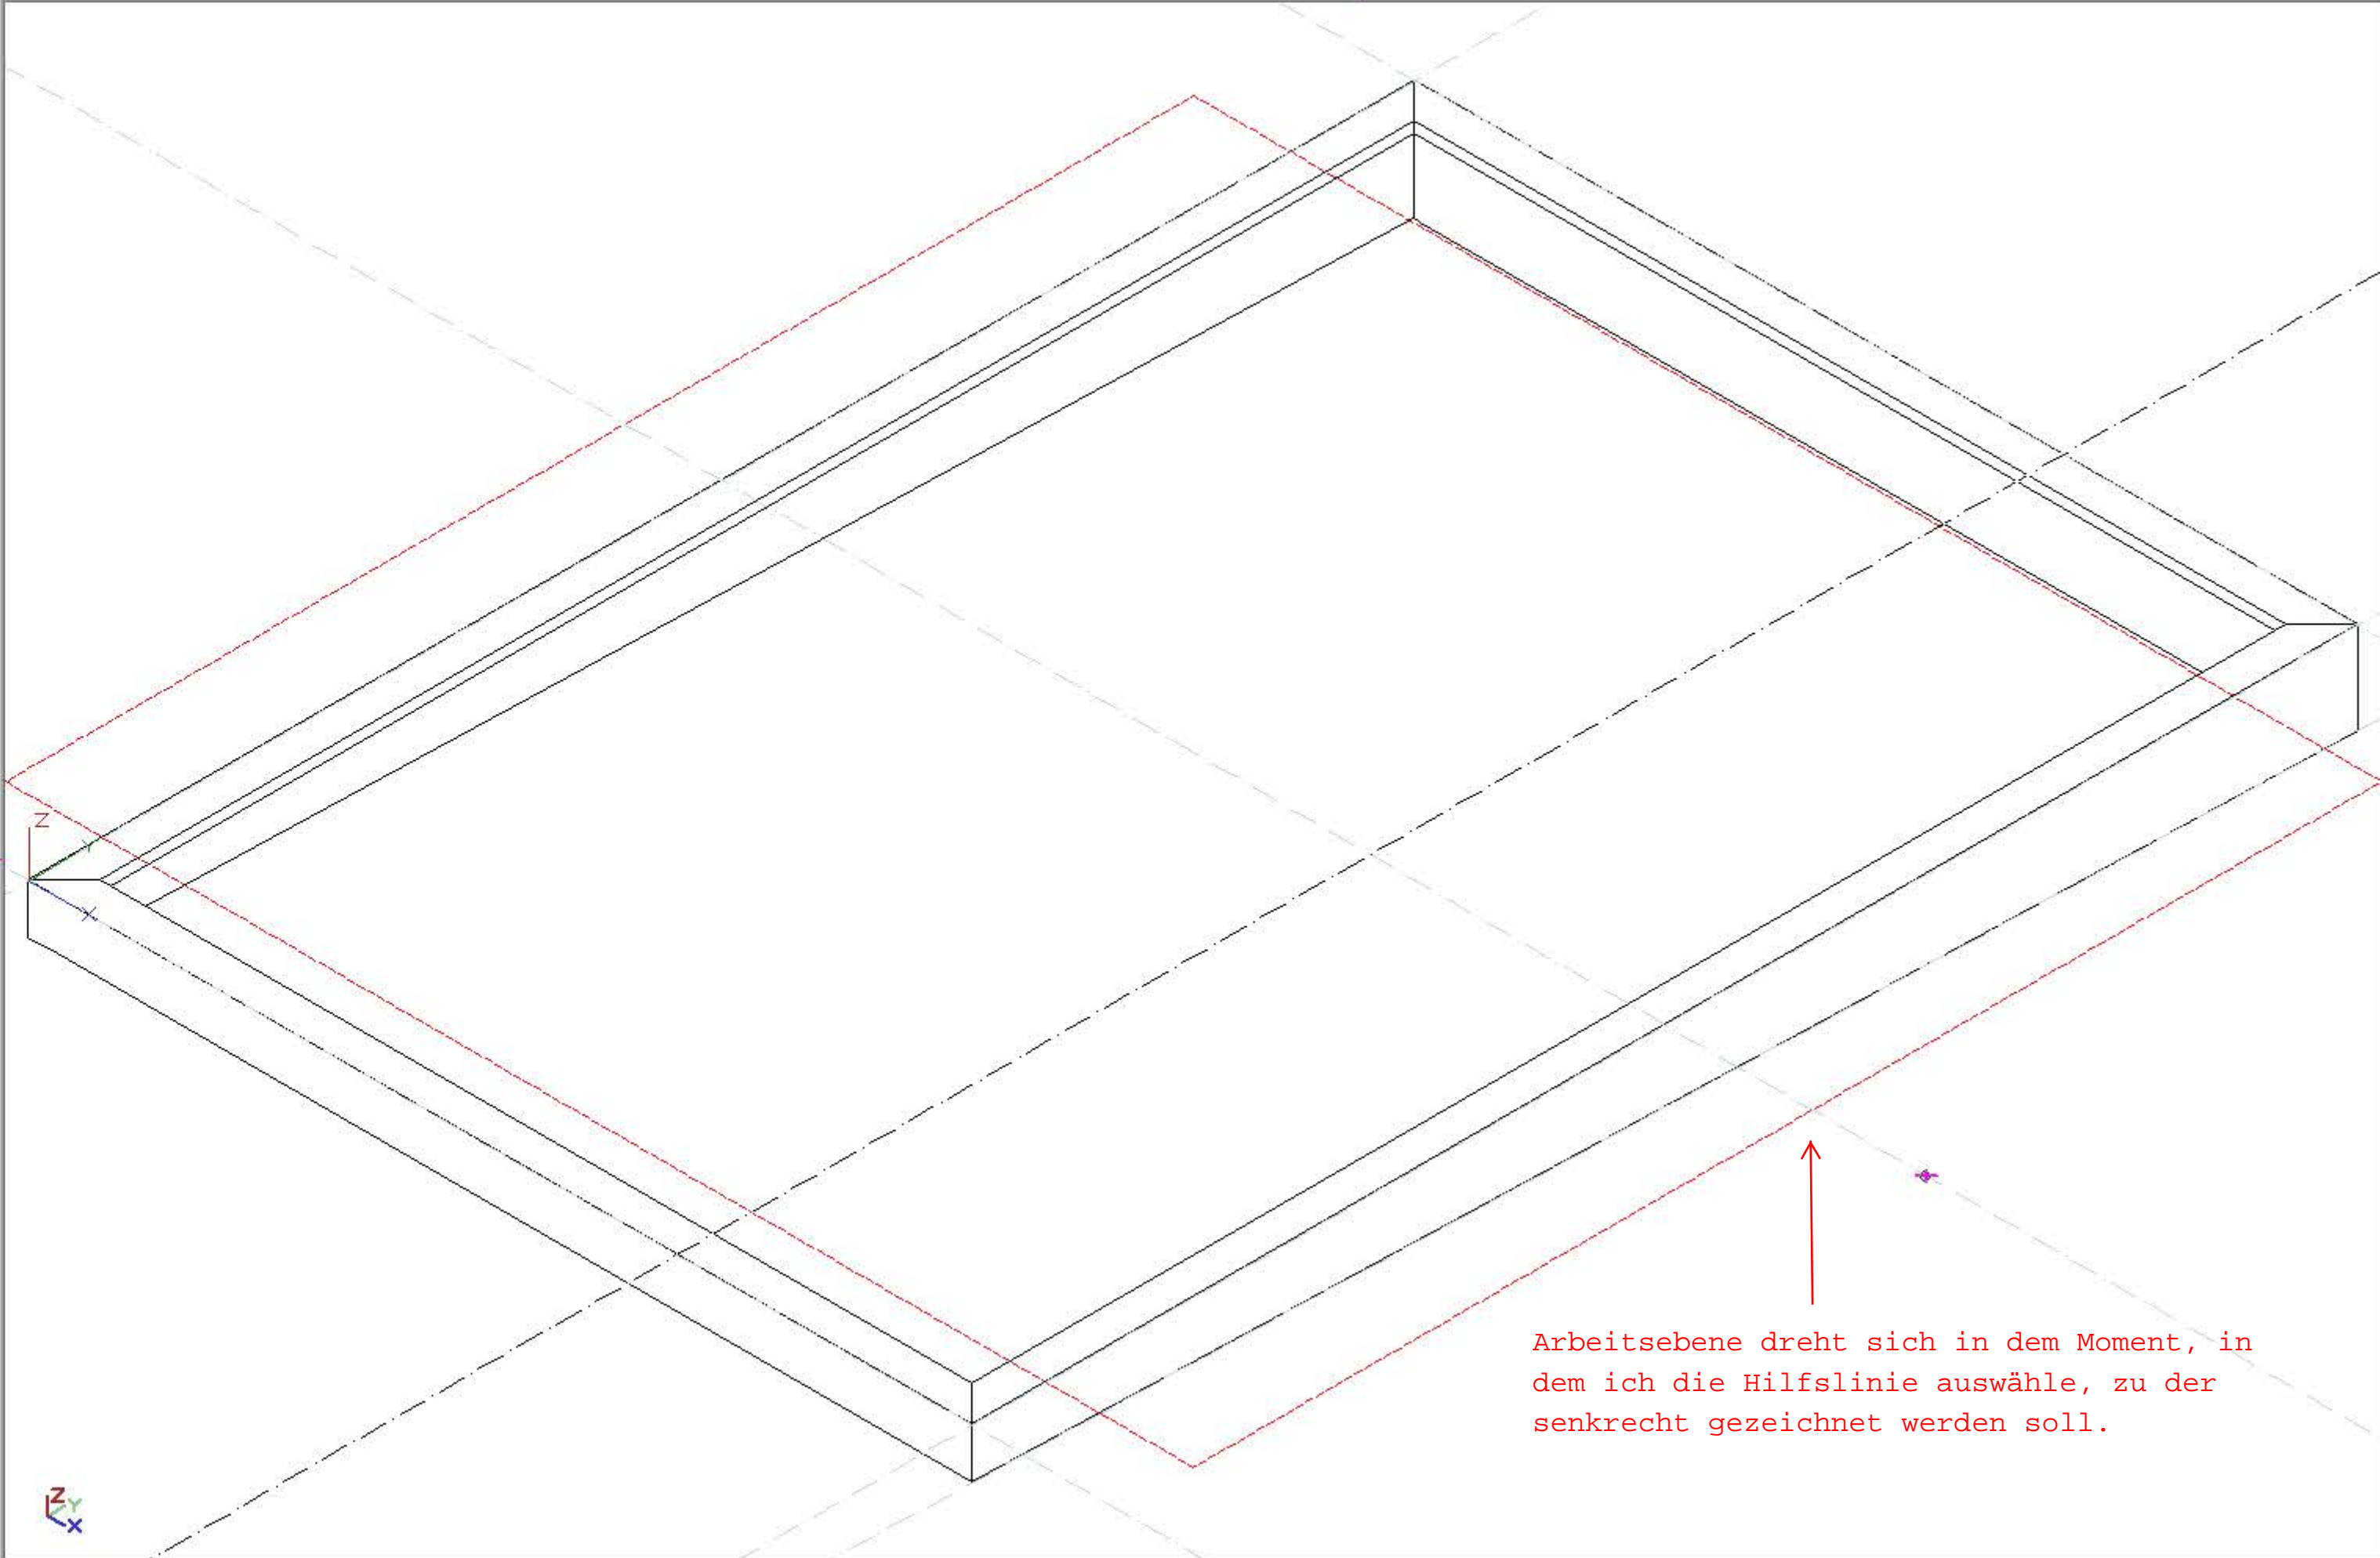 Z
Y
X
Arbeitsebene dreht sich in dem Moment, in
dem ich die Hilfslinie auswähle, zu der
senkrecht gezeichnet werden soll.
Z
Y
X